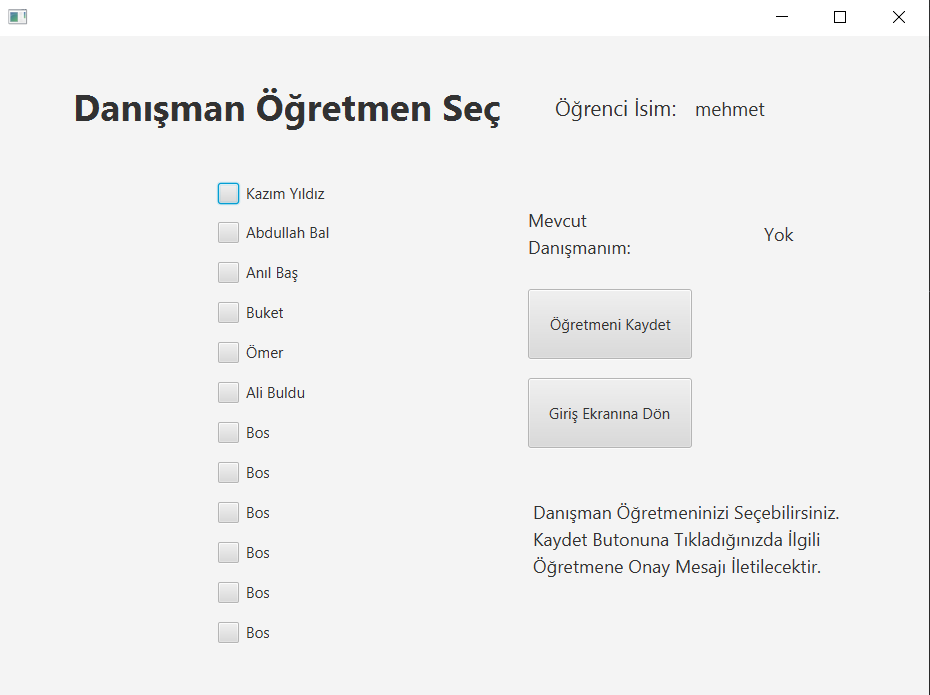 Danışman Öğretmen Seç
Öğrenci İsim: mehmet
Kazım Yıldız
Abdullah Bal
Anıl Baş
Buket
Ömer
Ali Buldu
Bos
Bos
Bos
Bos
Bos
Bos
Mevcut
Danışmanım:
Yok
Öğretmeni Kaydet
Giriş Ekranına Dön
Danışman Öğretmeninizi Seçebilirsiniz.
Kaydet Butonuna Tıkladığınızda İlgili
Öğretmene Onay Mesajı İletilecektir.